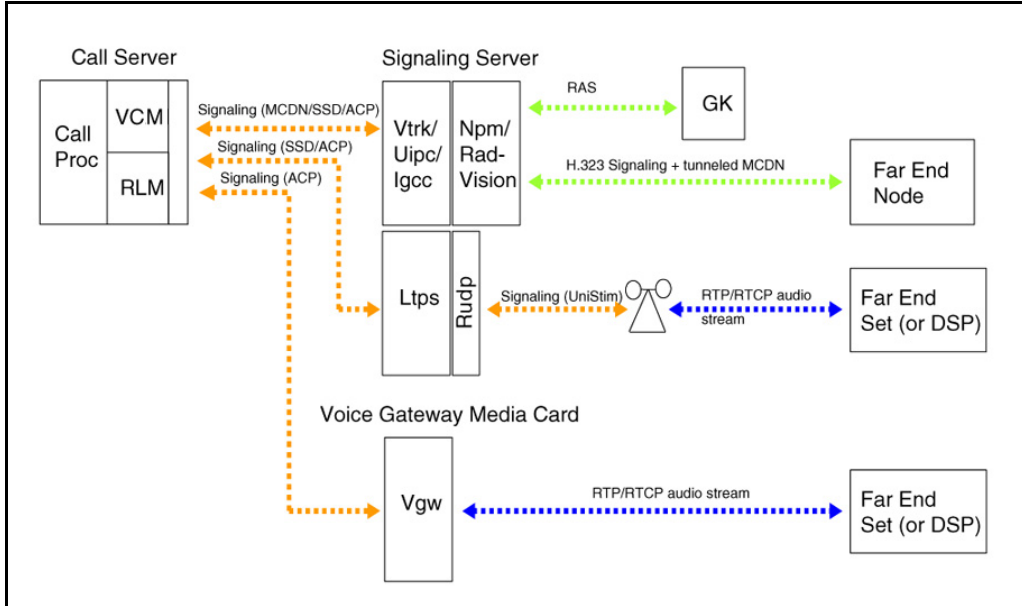 Call Server
Call
Proc
VCM
RLM
Signaling (MCDN/SSD/ACP)
Signaling (SSD/ACP)
Signaling (ACP)
Signaling Server
Vtrk/
Uipc/
Igcc
Npm/
Rad-
Vision
RAS
GK
H.323 Signaling + tunneled MCDN
Far End
Node
Ltps
Rudp
Signaling (UniStim)
RTP/RTCP audio
stream
Far End
Set (or DSP)
Voice Gateway Media Card
Vgw
RTP/RTCP audio stream
Far End
Set (or DSP)